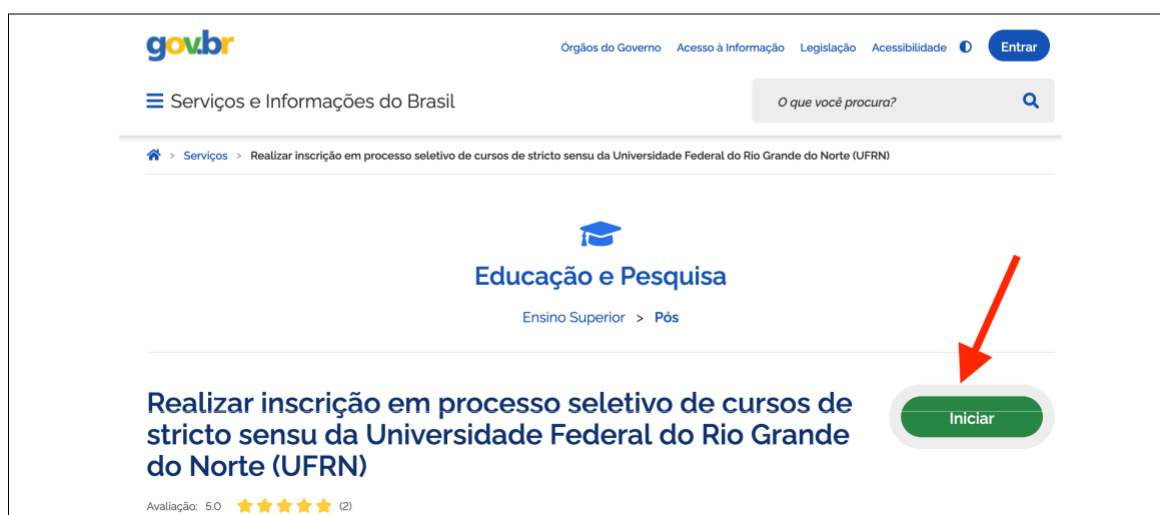 gov.br
Órgãos do Governo Acesso à Informação Legislação Acessibilidade Entrar
Serviços e Informações do Brasil O que você procura?
> Serviços > Realizar inscrição em processo seletivo de cursos de stricto sensu da Universidade Federal do Rio Grande do Norte (UFRN)
Educação e Pesquisa
Ensino Superior > Pós
Realizar inscrição em processo seletivo de cursos de
stricto sensu da Universidade Federal do Rio Grande
do Norte (UFRN)
Iniciar
Avaliação: 5.0 (2)